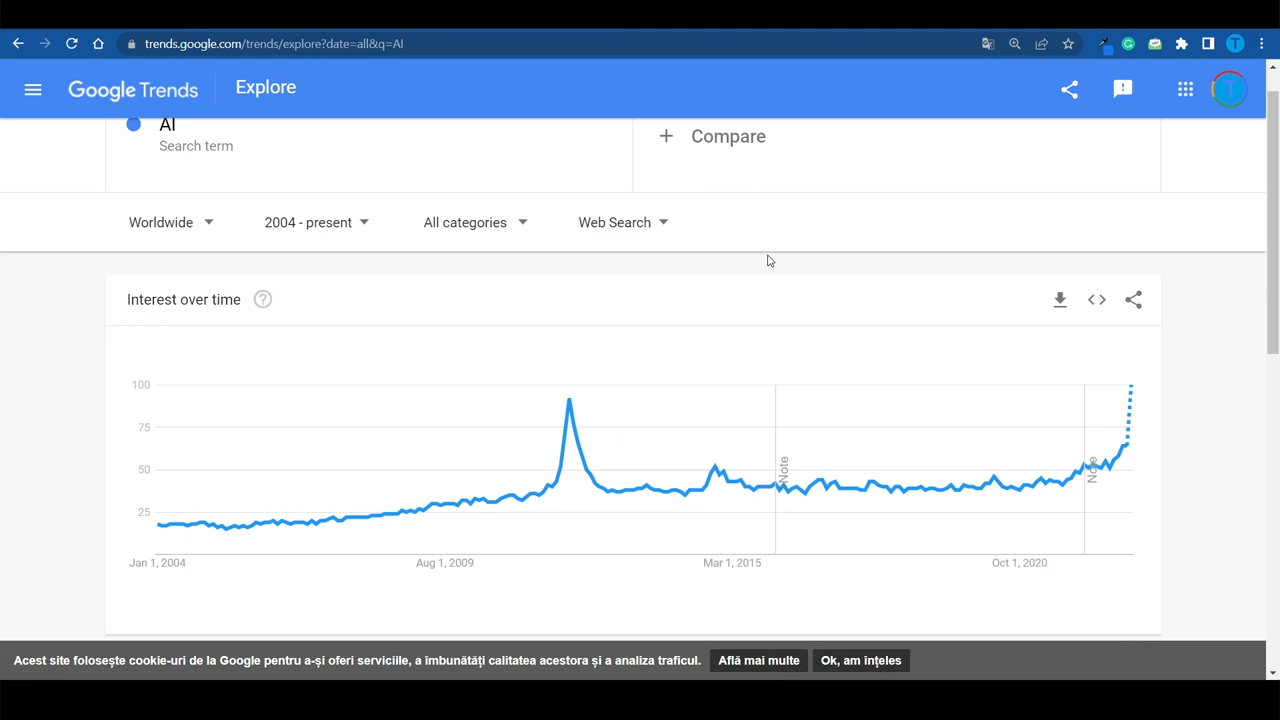 trends.google.com/trends/explore?date=all&q=AI
Google Trends
Explore
T
T
AI
Search term
+ Compare
Worldwide
2004 - present
All categories
Web Search
Interest over time
?
100
75
50
25
Note
Note
Jan 1, 2004
Aug 1, 2009
Mar 1, 2015
Oct 1, 2020
Acest site folosește cookie-uri de la Google pentru a-și oferi serviciile, a îmbunătăți calitatea acestora și a analiza traficul.
Află mai multe
Ok, am înțeles